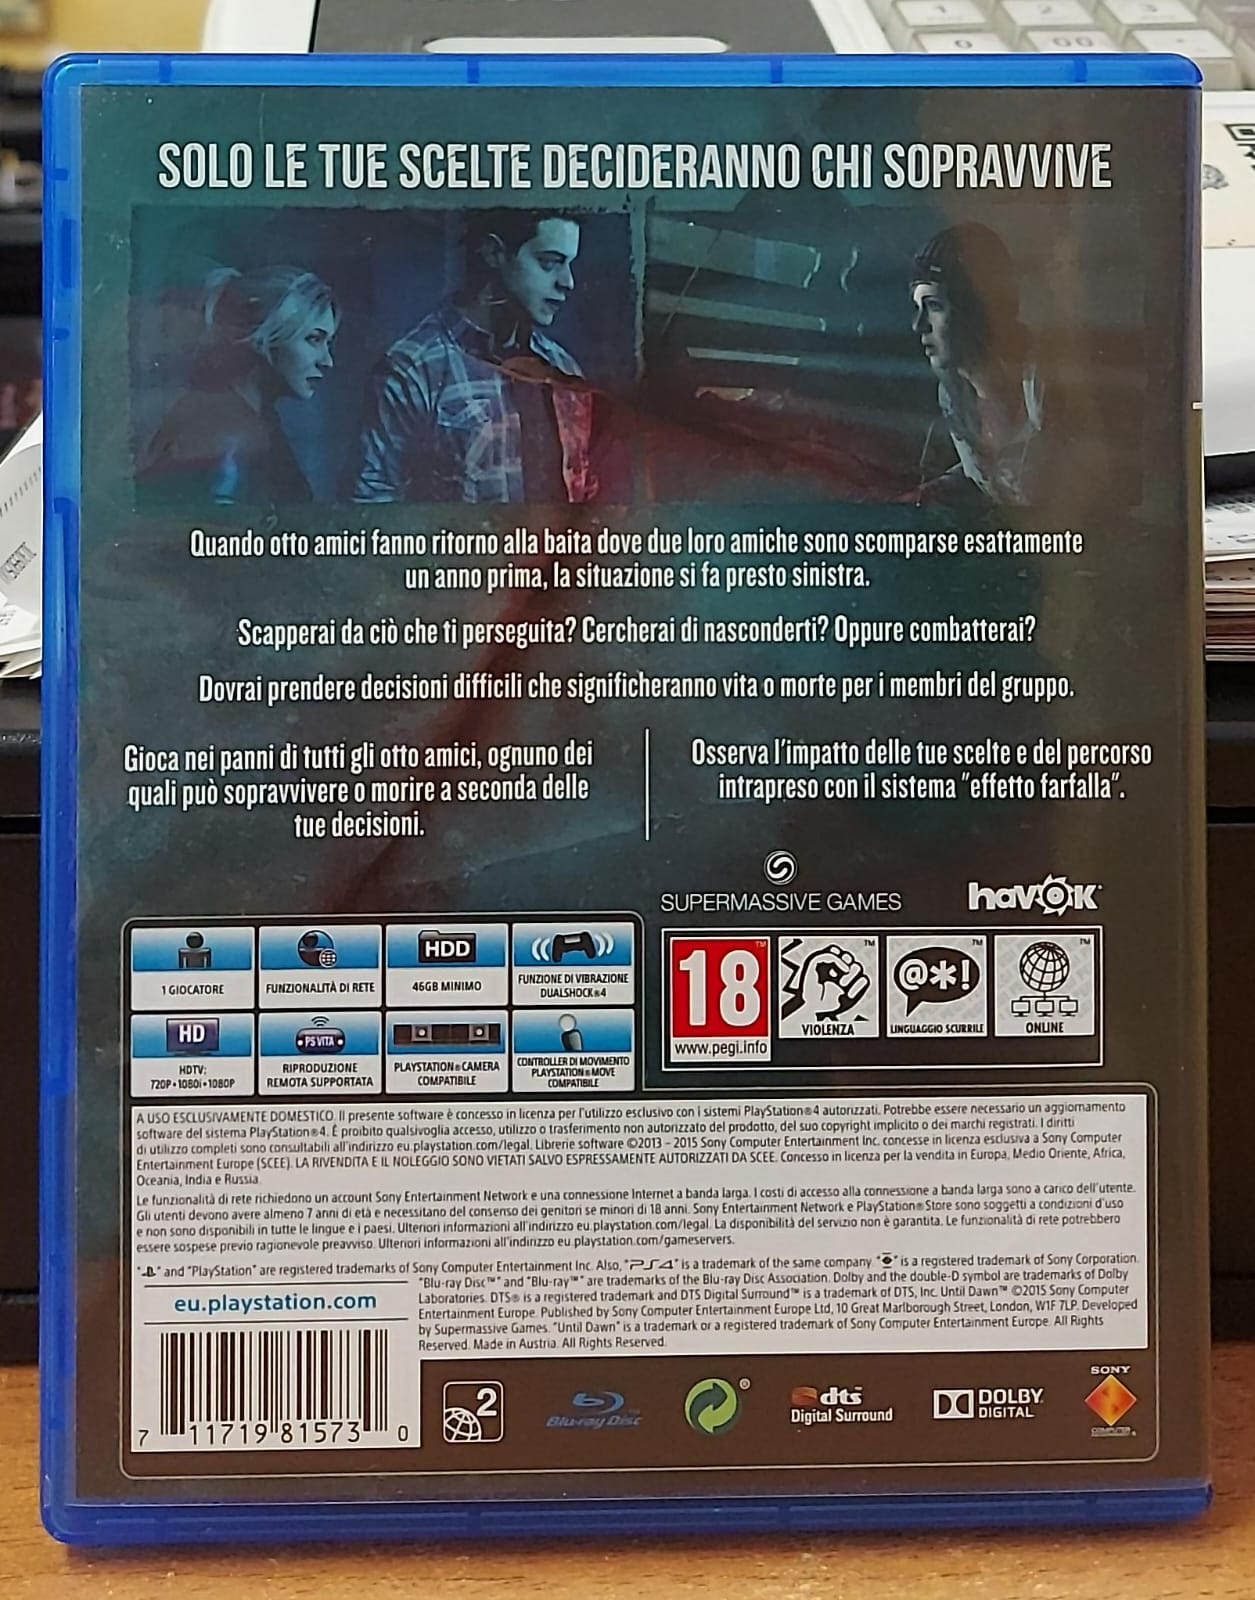 SOLO LE TUE SCELTE DECIDERANNO CHI SOPRAVVIVE
Quando otto amici fanno ritorno alla baita dove due loro amiche sono scomparse esattamente
un anno prima, la situazione si fa presto sinistra.
Scapperai da ciò che ti perseguita? Cercherai di nasconderti? Oppure combatterai?
Dovrai prendere decisioni difficili che significheranno vita o morte per i membri del gruppo.
Gioca nei panni di tutti gli otto amici, ognuno dei
quali può sopravvivere o morire a seconda delle
tue decisioni.
Osserva l'impatto delle tue scelte e del percorso
intrapreso con il sistema "effetto farfalla".
SUPERMASSIVE GAMES
havok
1 GIOCATORE
FUNZIONALITÀ DI RETE
HDD
46GB MINIMO
FUNZIONE DI VIBRAZIONE
DUALSHOCK®4
HD
HDTV:
720P•1080i•1080P
PS VITA
RIPRODUZIONE
REMOTA SUPPORTATA
PLAYSTATION®CAMERA
COMPATIBILE
CONTROLLER DI MOVIMENTO
PLAYSTATION®MOVE
COMPATIBILE
18
www.pegi.info
VIOLENZA
@*!
LINGUAGGIO SCURRILE
ONLINE
A USO ESCLUSIVAMENTE DOMESTICO. Il presente software è concesso in licenza per l'utilizzo esclusivo con i sistemi PlayStation®4 autorizzati. Potrebbe essere necessario un aggiornamento
software del sistema PlayStation®4. È proibito qualsivoglia accesso, utilizzo o trasferimento non autorizzato del prodotto, del suo copyright implicito o dei marchi registrati. I diritti
di utilizzo completi sono consultabili all'indirizzo eu.playstation.com/legal. Librerie software ©2013 - 2015 Sony Computer Entertainment Inc. concesse in licenza esclusiva a Sony Computer
Entertainment Europe (SCEE). LA RIVENDITA E IL NOLEGGIO SONO VIETATI SALVO ESPRESSAMENTE AUTORIZZATI DA SCEE. Concesso in licenza per la vendita in Europa, Medio Oriente, Africa,
Oceania, India e Russia.
Le funzionalità di rete richiedono un account Sony Entertainment Network e una connessione Internet a banda larga. I costi di accesso alla connessione a banda larga sono a carico dell'utente.
Gli utenti devono avere almeno 7 anni di età e necessitano del consenso dei genitori se minori di 18 anni. Sony Entertainment Network e PlayStation®Store sono soggetti a condizioni d'uso
e non sono disponibili in tutte le lingue e i paesi. Ulteriori informazioni all'indirizzo eu.playstation.com/legal. La disponibilità del servizio non è garantita. Le funzionalità di rete potrebbero
essere sospese previo ragionevole preavviso. Ulteriori informazioni all'indirizzo eu.playstation.com/gameservers.
" " and "PlayStation" are registered trademarks of Sony Computer Entertainment Inc. Also, "PS4" is a trademark of the same company. " " is a registered trademark of Sony Corporation.
"Blu-ray Disc™" and "Blu-ray™" are trademarks of the Blu-ray Disc Association. Dolby and the double-D symbol are trademarks of Dolby
Laboratories. DTS® is a registered trademark and DTS Digital Surround™ is a trademark of DTS, Inc. Until Dawn™ ©2015 Sony Computer
Entertainment Europe. Published by Sony Computer Entertainment Europe Ltd, 10 Great Marlborough Street, London, W1F 7LP. Developed
by Supermassive Games. "Until Dawn" is a trademark or a registered trademark of Sony Computer Entertainment Europe. All Rights
Reserved. Made in Austria. All Rights Reserved.
eu.playstation.com
7 11719 81573 0
2
Blu-ray Disc
dts
Digital Surround
DOLBY
DIGITAL
SONY
COMPUTER